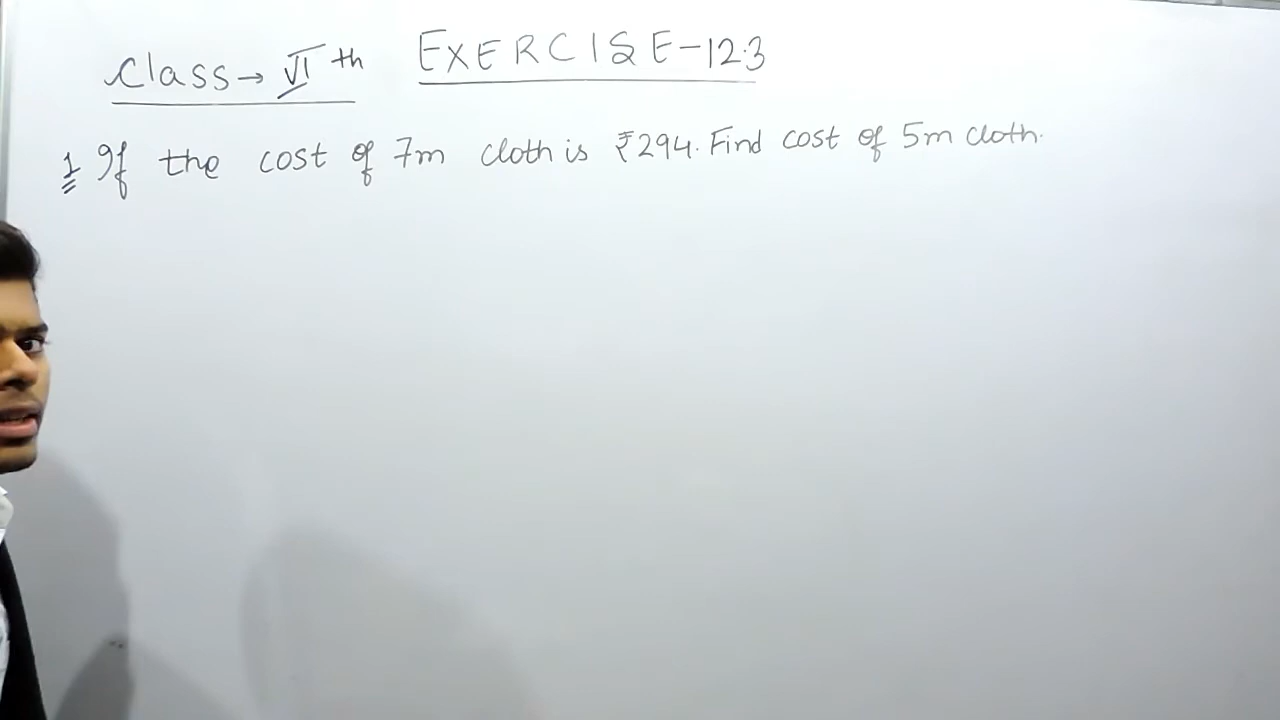 Class → VI th EXERCISE-12.3
1 If the cost of 7m cloth is ₹294. Find cost of 5m cloth.